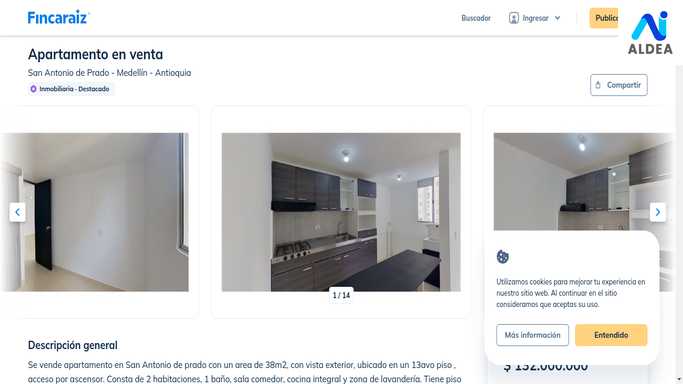 Fincaraiz
Buscador
Ingresar
Public
ALDEA
Apartamento en venta
San Antonio de Prado - Medellín - Antioquia
Inmobiliaria - Destacado
Compartir
1 / 14
Utilizamos cookies para mejorar tu experiencia en
nuestro sitio web. Al continuar en el sitio
consideramos que aceptas su uso.
Más información
Entendido
$ 132.000.000
Descripción general
Se vende apartamento en San Antonio de prado con un area de 38m2, con vista exterior, ubicado en un 13avo piso ,
acceso por ascensor. Consta de 2 habitaciones, 1 baño, sala comedor, cocina integral y zona de lavandería. Tiene piso